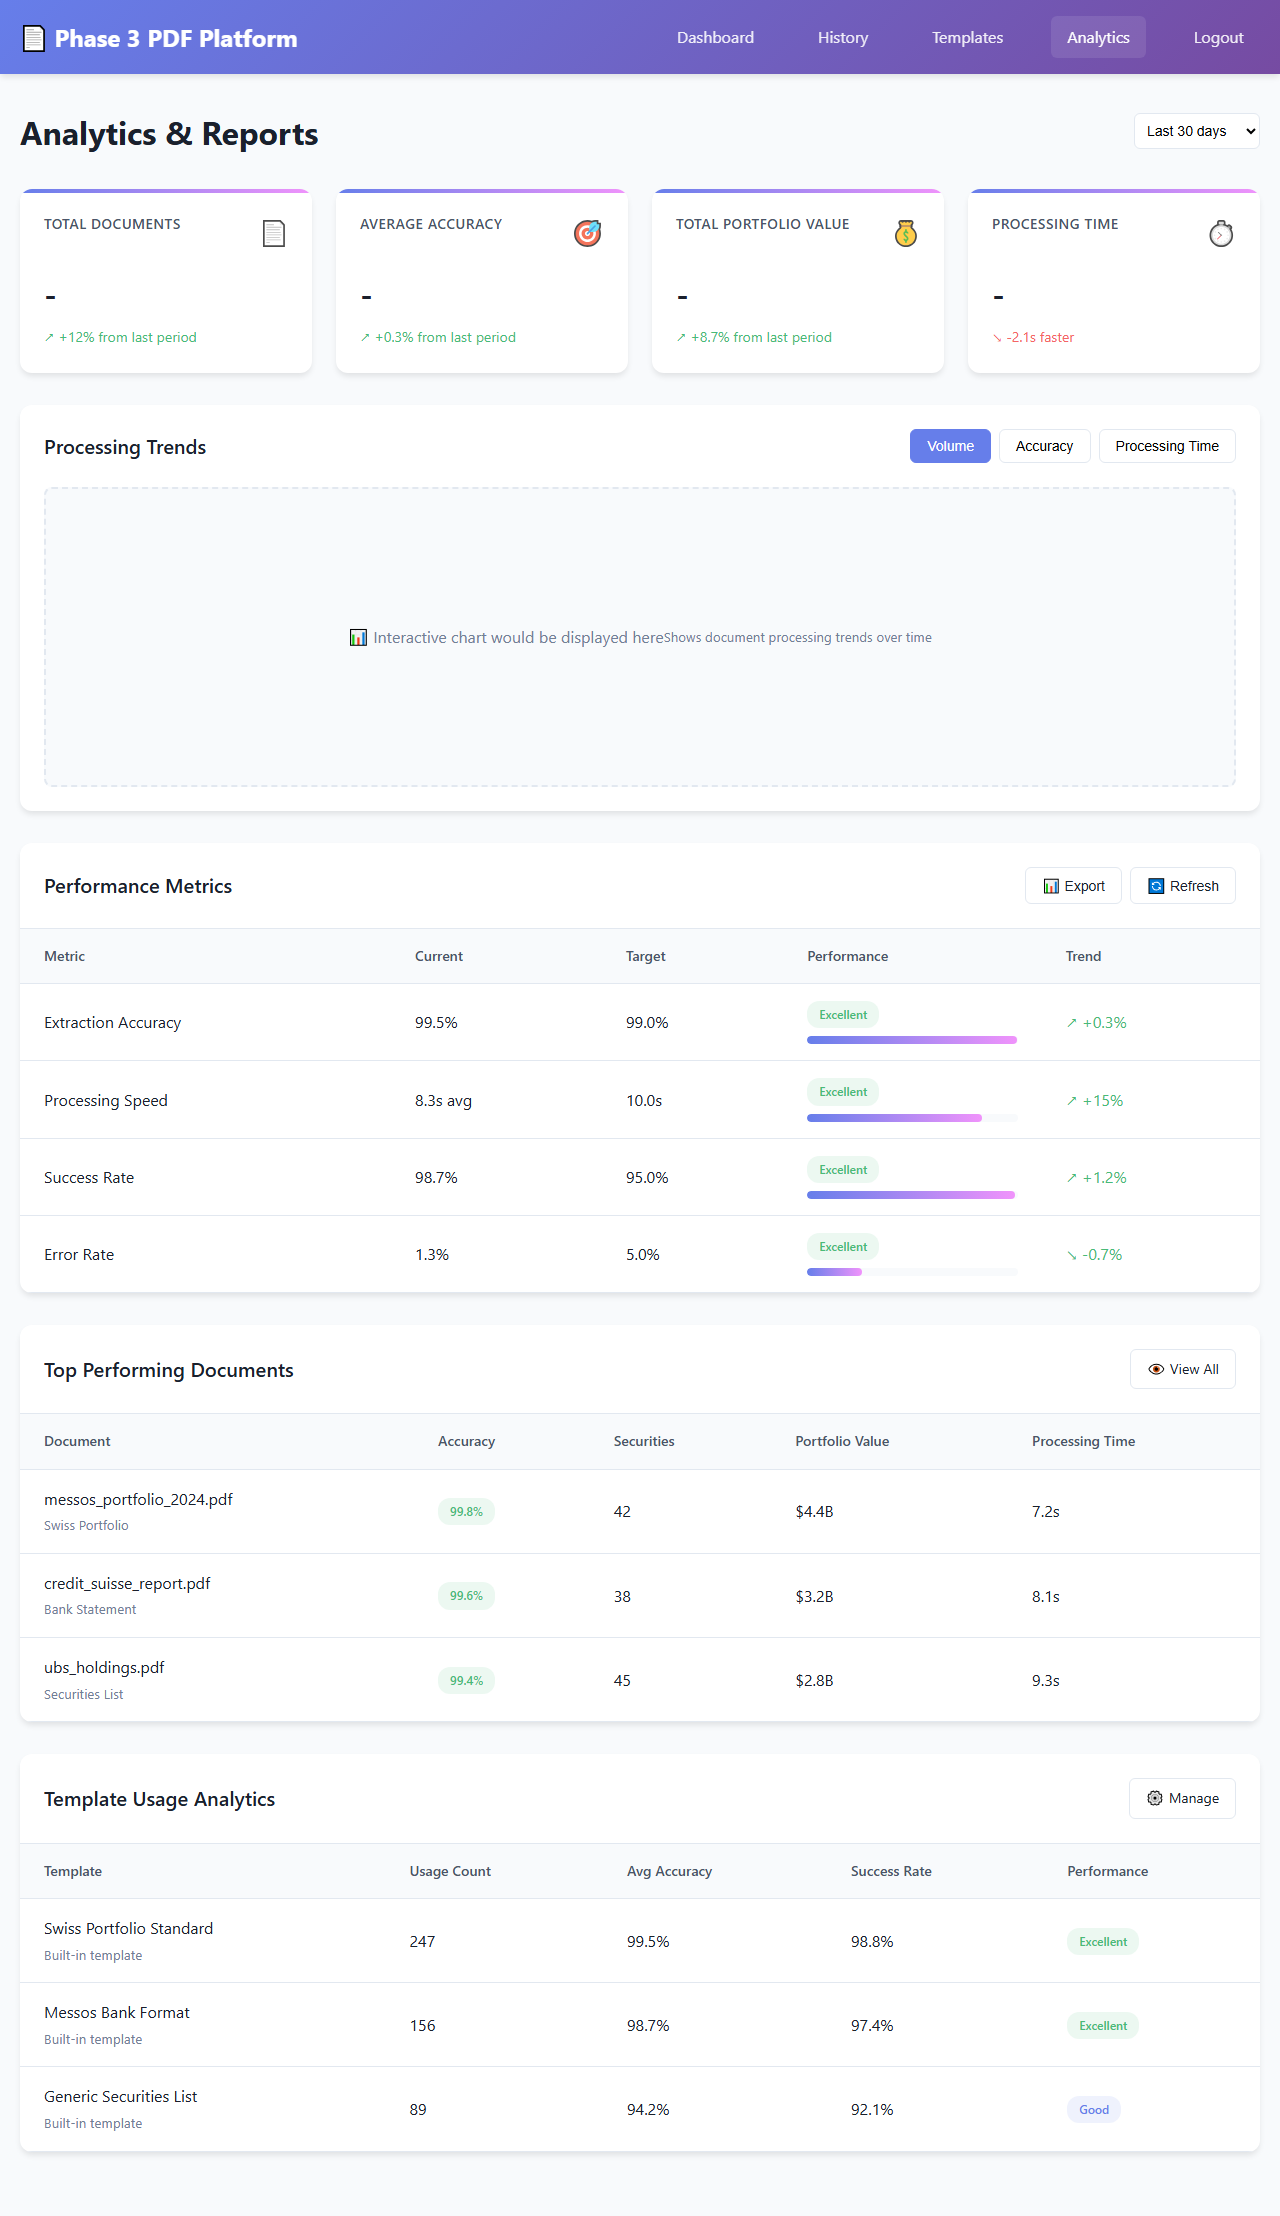 Phase 3 PDF Platform
Dashboard
History
Templates
Analytics
Logout
Analytics & Reports
Last 30 days
TOTAL DOCUMENTS
-
↗ +12% from last period
AVERAGE ACCURACY
-
↗ +0.3% from last period
TOTAL PORTFOLIO VALUE
-
↗ +8.7% from last period
PROCESSING TIME
-
↘ -2.1s faster
Processing Trends
Volume
Accuracy
Processing Time
Interactive chart would be displayed hereShows document processing trends over time
Performance Metrics
Export
Refresh
Metric Current Target Performance Trend
Extraction Accuracy 99.5% 99.0% Excellent ↗ +0.3%
Processing Speed 8.3s avg 10.0s Excellent ↗ +15%
Success Rate 98.7% 95.0% Excellent ↗ +1.2%
Error Rate 1.3% 5.0% Excellent ↘ -0.7%
Top Performing Documents
View All
Document Accuracy Securities Portfolio Value Processing Time
messos_portfolio_2024.pdf
Swiss Portfolio
99.8% 42 $4.4B 7.2s
credit_suisse_report.pdf
Bank Statement
99.6% 38 $3.2B 8.1s
ubs_holdings.pdf
Securities List
99.4% 45 $2.8B 9.3s
Template Usage Analytics
Manage
Template Usage Count Avg Accuracy Success Rate Performance
Swiss Portfolio Standard
Built-in template
247 99.5% 98.8% Excellent
Messos Bank Format
Built-in template
156 98.7% 97.4% Excellent
Generic Securities List
Built-in template
89 94.2% 92.1% Good